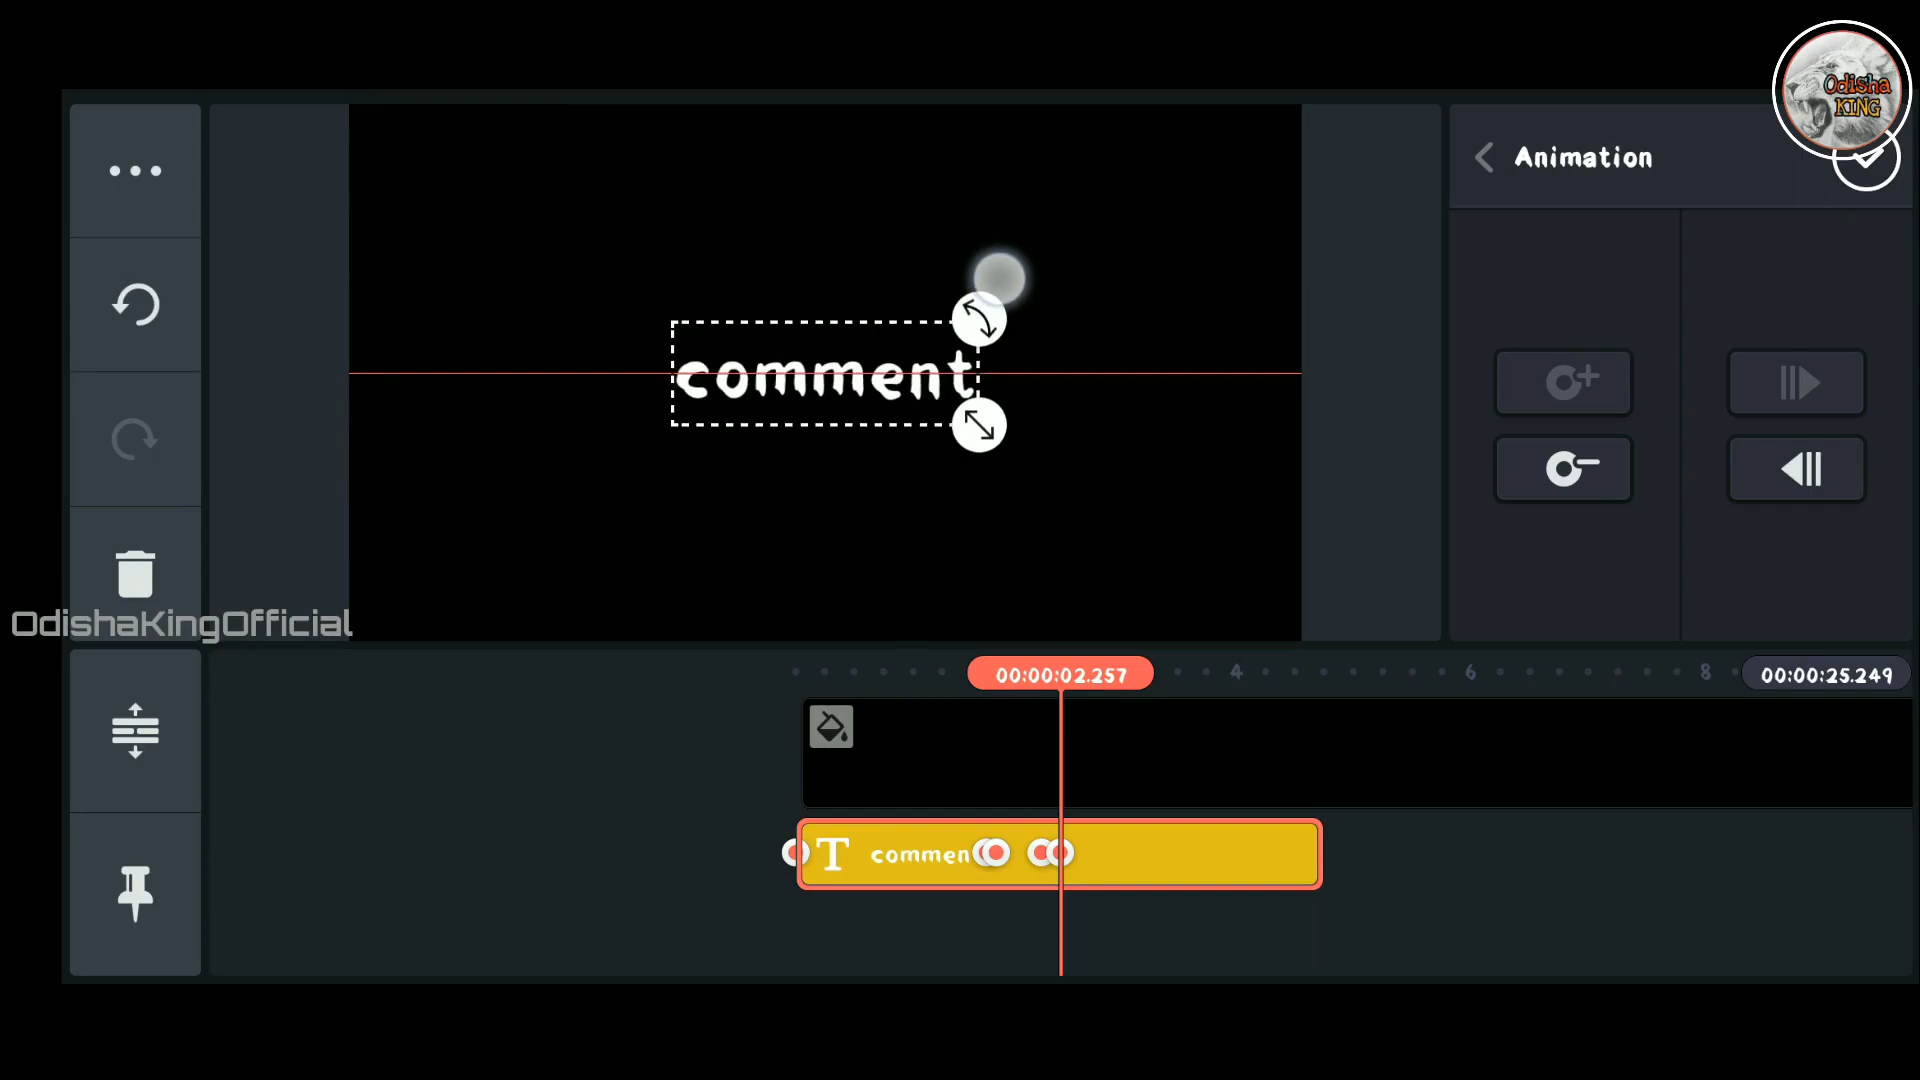 Odisha
KING
Animation
comment
OdishaKingOfficial
00:00:02.257
4
6
8
00:00:25.249
T commen